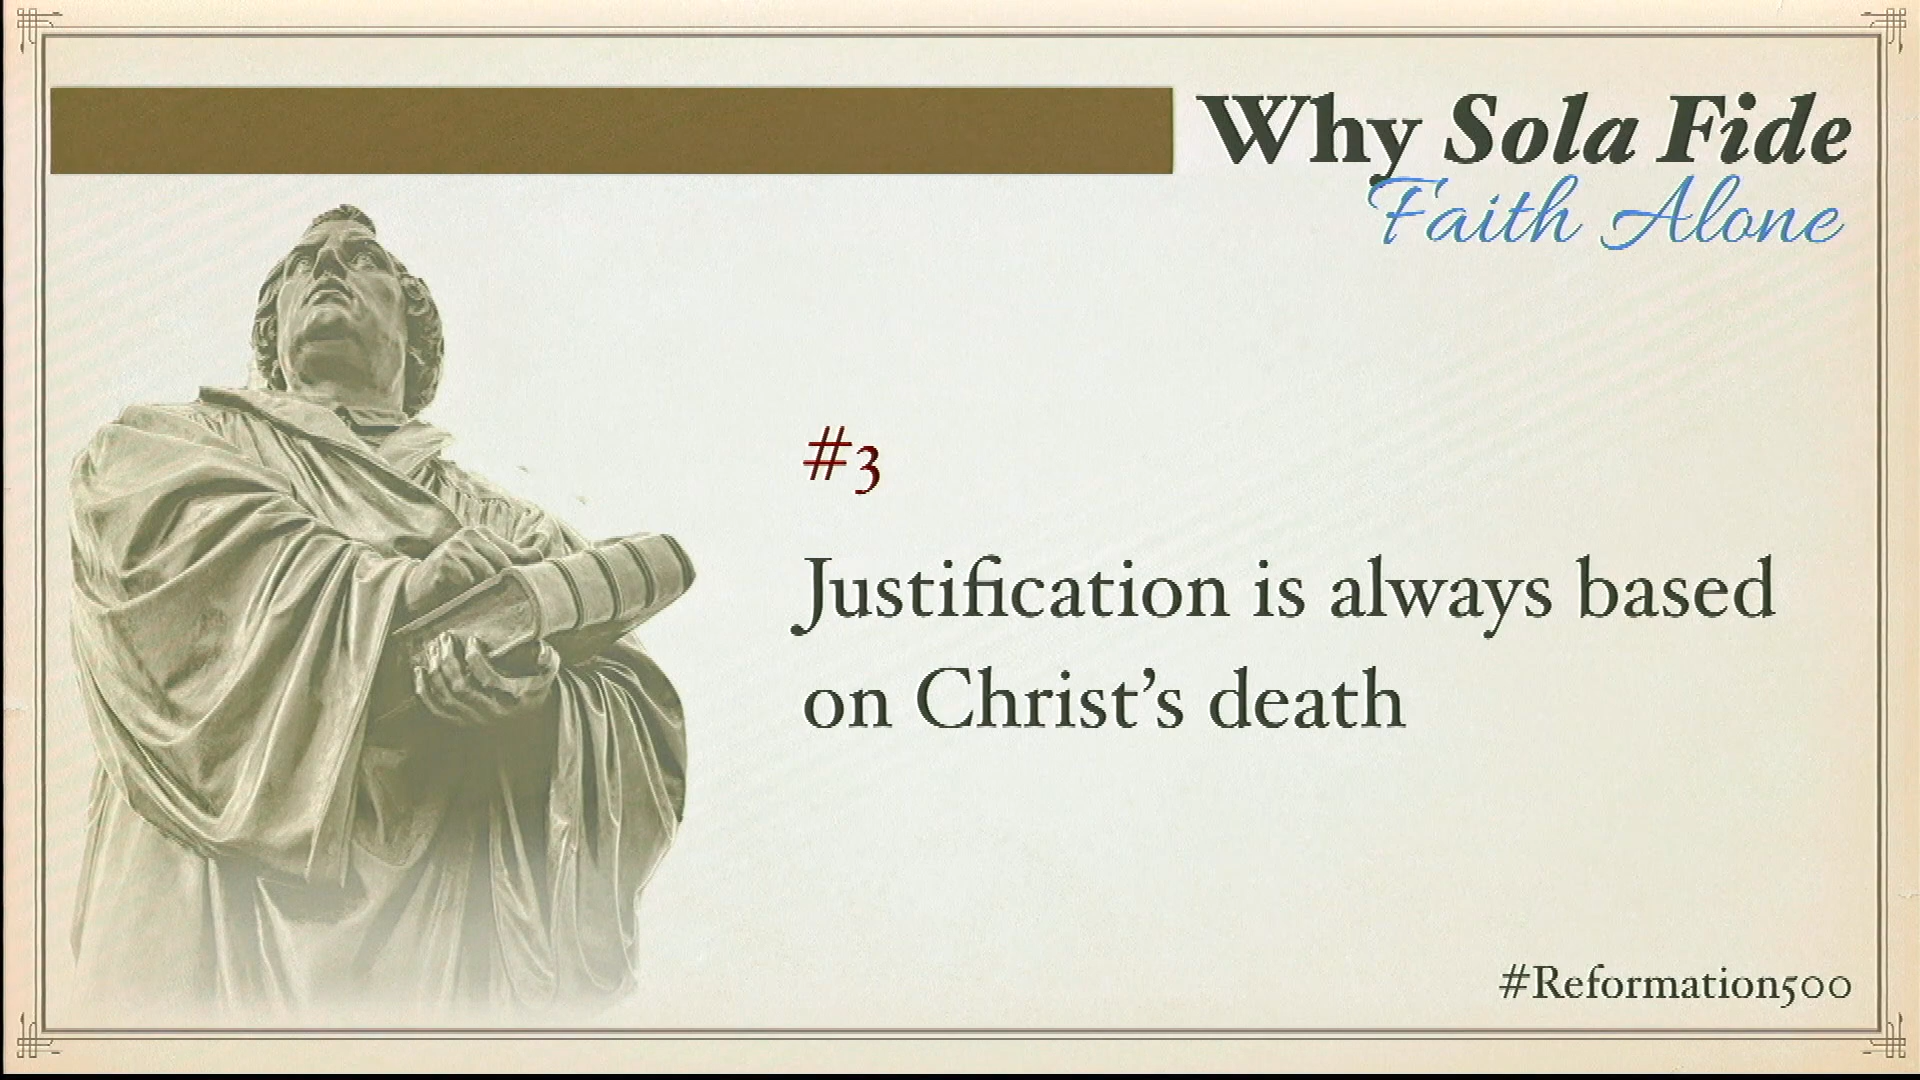 Why Sola Fide
Faith Alone
#3
Justification is always based
on Christ’s death
#Reformation500